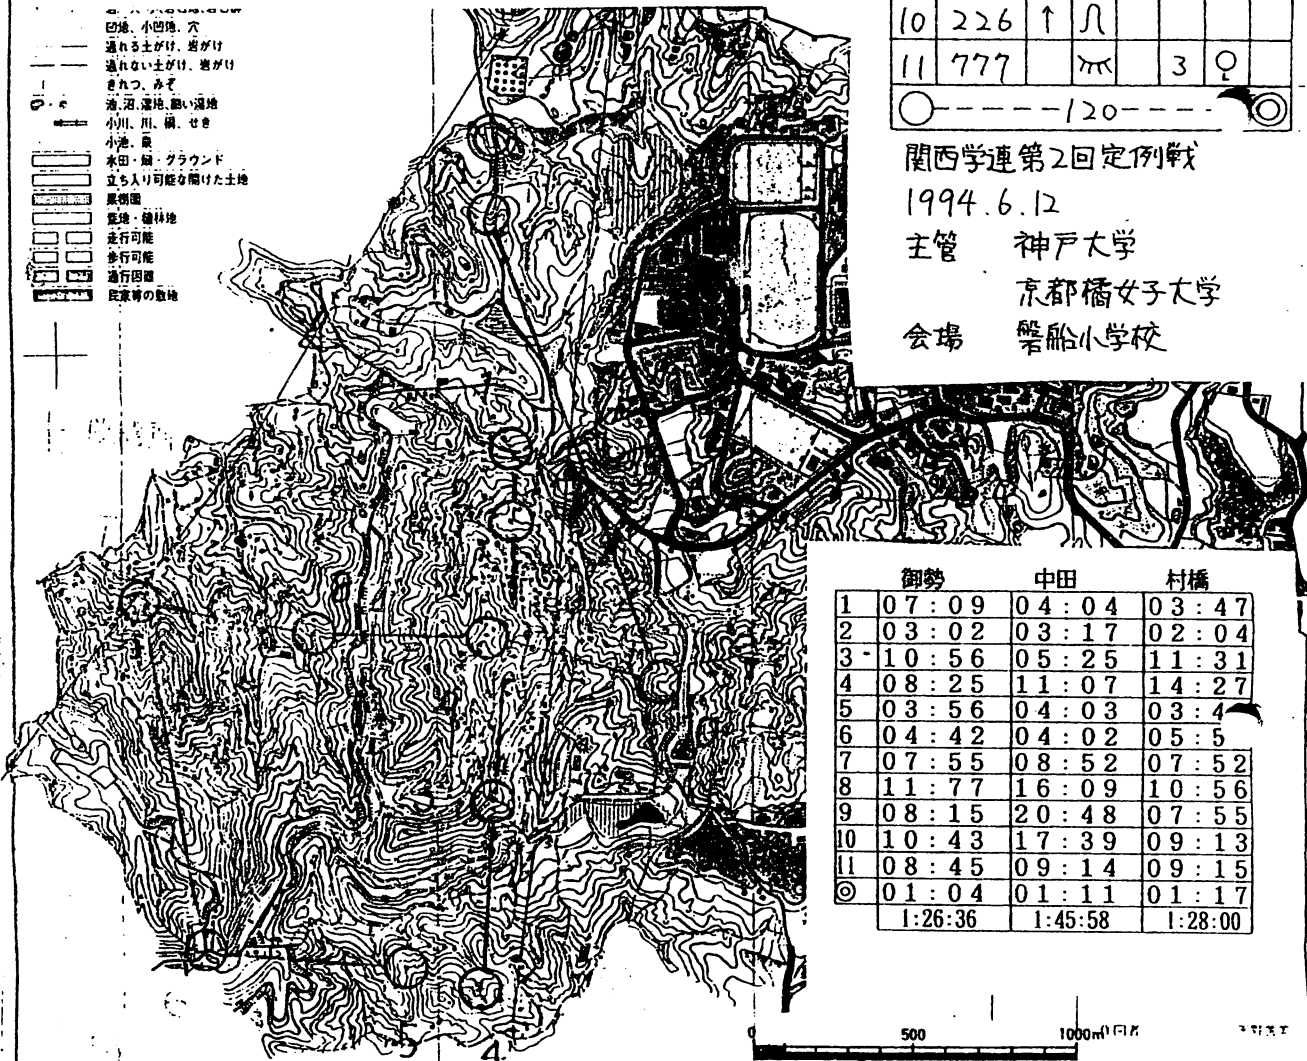 凹地、小凹地、穴
通れる土がけ、岩がけ
通れない土がけ、岩がけ
きれつ、みぞ
池、沼、湿地、細い湿地
小川、川、橋、せき
小池、泉
水田・畑・グラウンド
立ち入り可能な開けた土地
果樹園
荒地・植林地
走行可能
歩行可能
通行困難
民家等の敷地
10 226
11 777 3
120
関西学連第2回定例戦
1994.6.12
主管 神戸大学
京都橘女子大学
会場 磐船小学校
御勢 中田 村橋
1 07:09 04:04 03:47
2 03:02 03:17 02:04
3 10:56 05:25 11:31
4 08:25 11:07 14:27
5 03:56 04:03 03:4
6 04:42 04:02 05:5
7 07:55 08:52 07:52
8 11:77 16:09 10:56
9 08:15 20:48 07:55
10 10:43 17:39 09:13
11 08:45 09:14 09:15
◎ 01:04 01:11 01:17
1:26:36 1:45:58 1:28:00
0 500 1000m
5 4